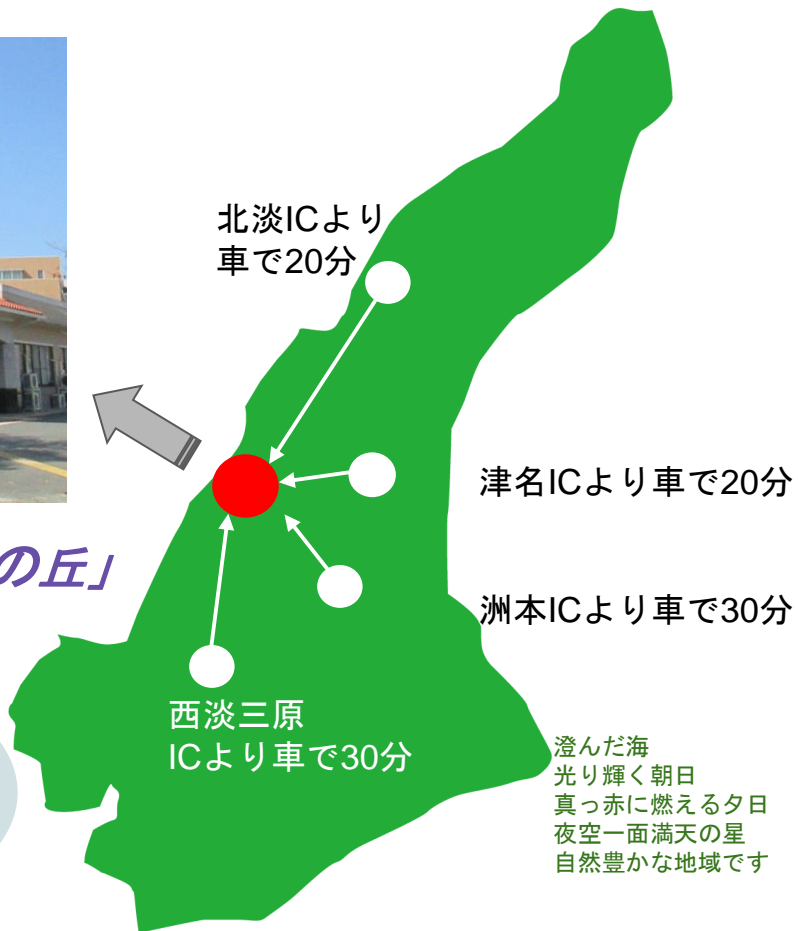 北淡ICより
車で20分
津名ICより車で20分
の丘」
洲本ICより車で30分
西淡三原
ICより車で30分
澄んだ海
光り輝く朝日
真っ赤に燃える夕日
夜空一面満天の星
自然豊かな地域です